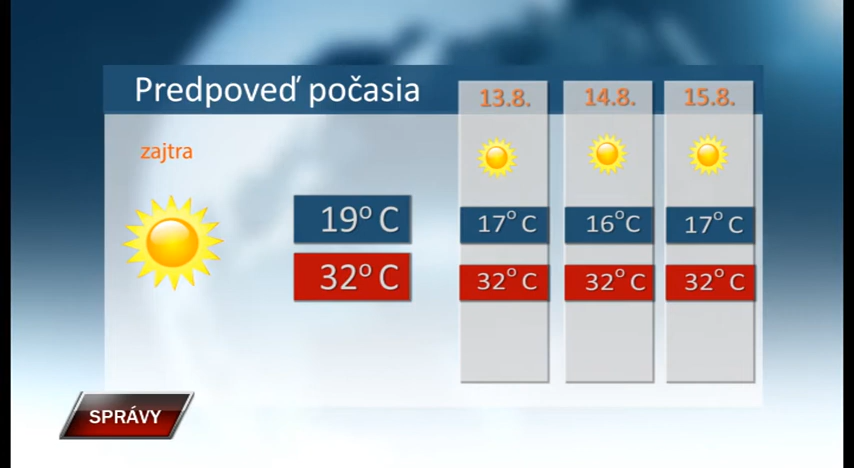 Predpoveď počasia
13.8.
14.8.
15.8.
zajtra
19° C
17° C
16°C
17° C
32° C
32° C
32° C
32° C
SPRÁVY